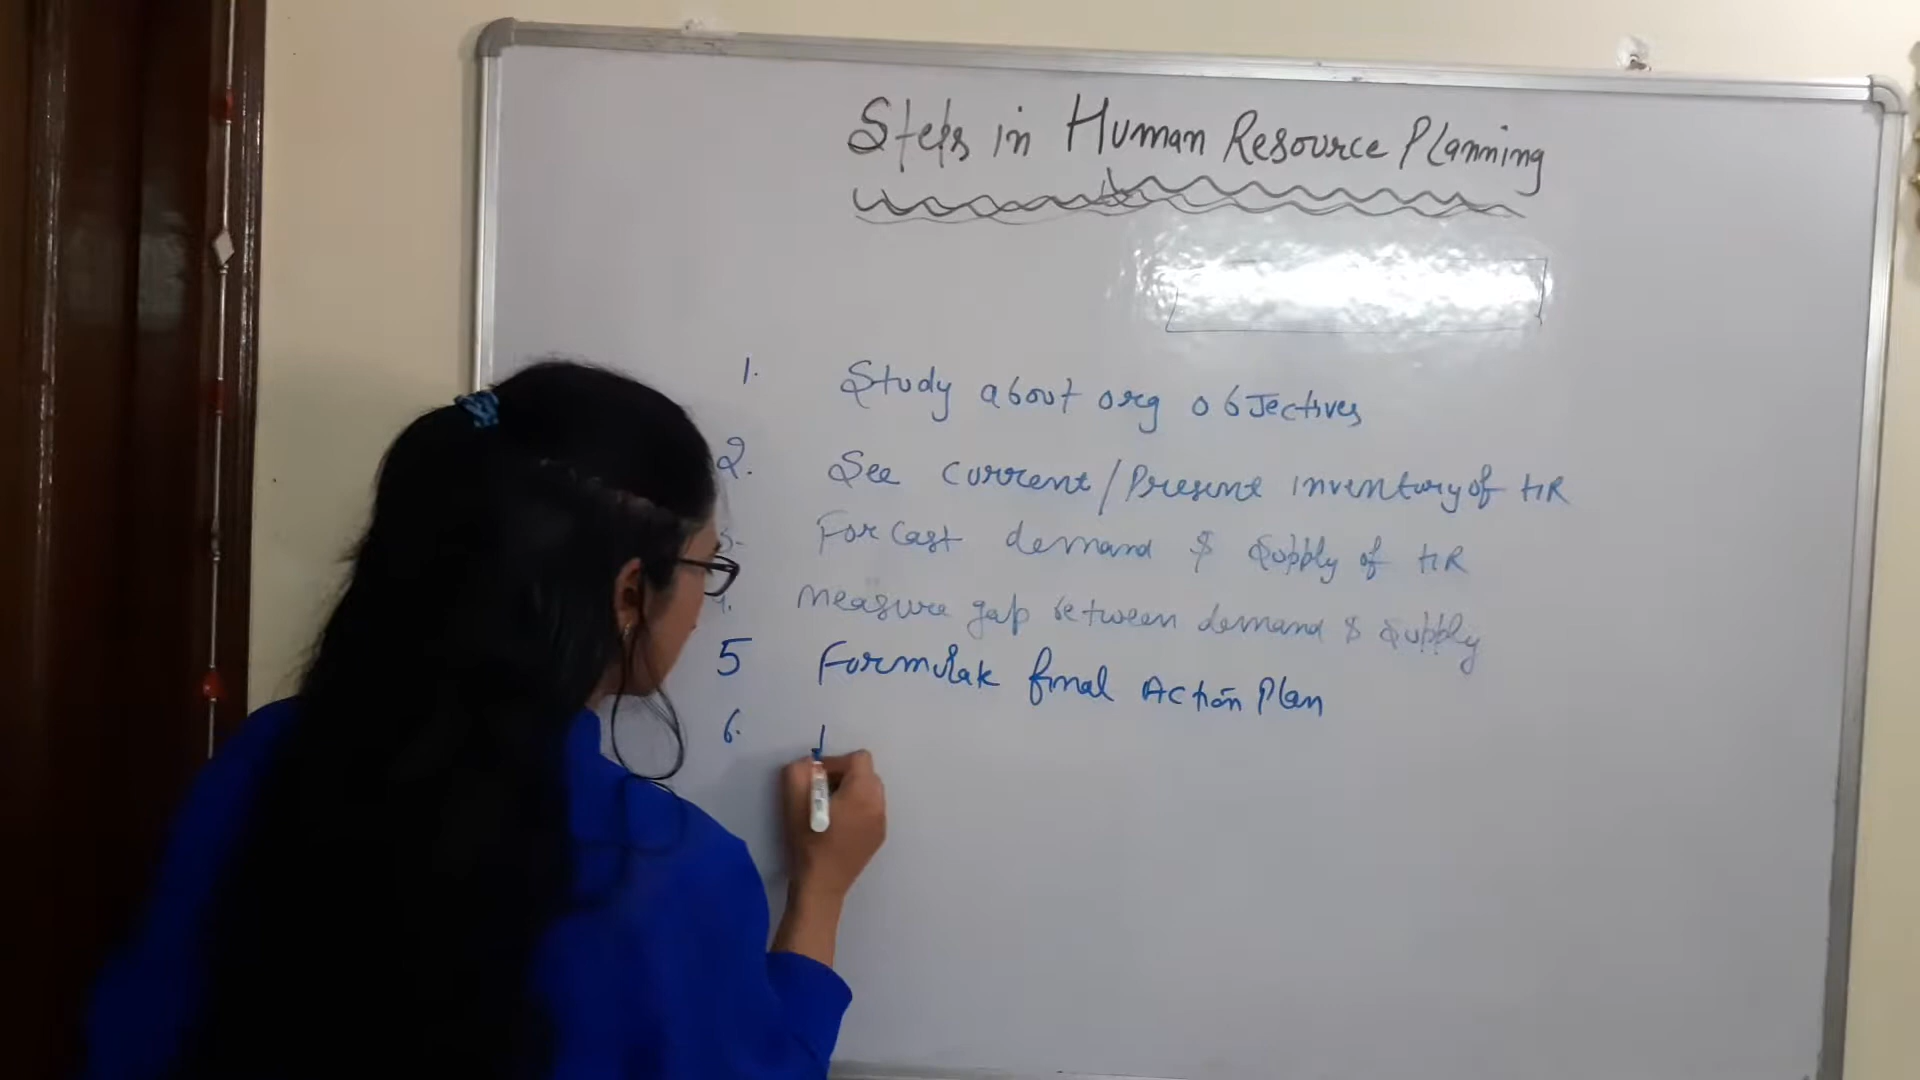 Steps in Human Resource Planning
1. Study about org objectives
2. See current/Present inventory of HR
3. Forcast demand & supply of HR
4. measure gap between demand & supply
5 Formulate final Action Plan
6.